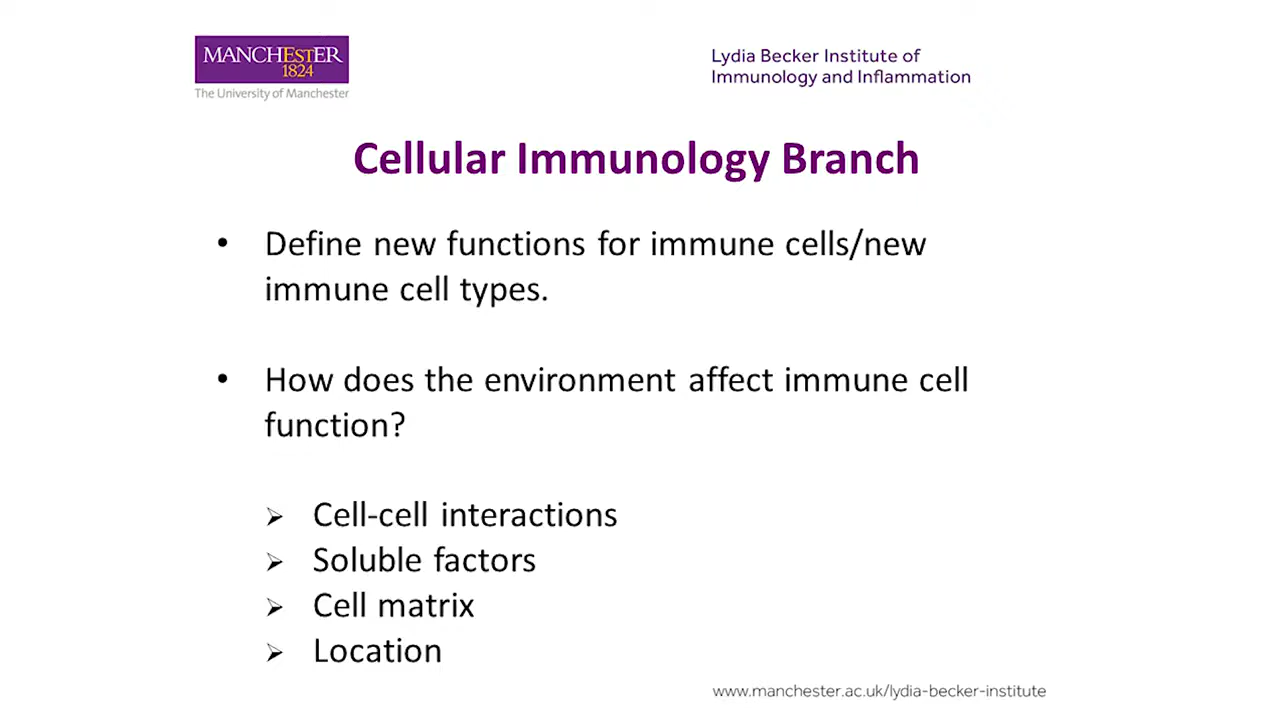 MANCHESTER
1824
The University of Manchester
Lydia Becker Institute of
Immunology and Inflammation
Cellular Immunology Branch
• Define new functions for immune cells/new
immune cell types.
• How does the environment affect immune cell
function?
➢ Cell-cell interactions
➢ Soluble factors
➢ Cell matrix
➢ Location
www.manchester.ac.uk/lydia-becker-institute